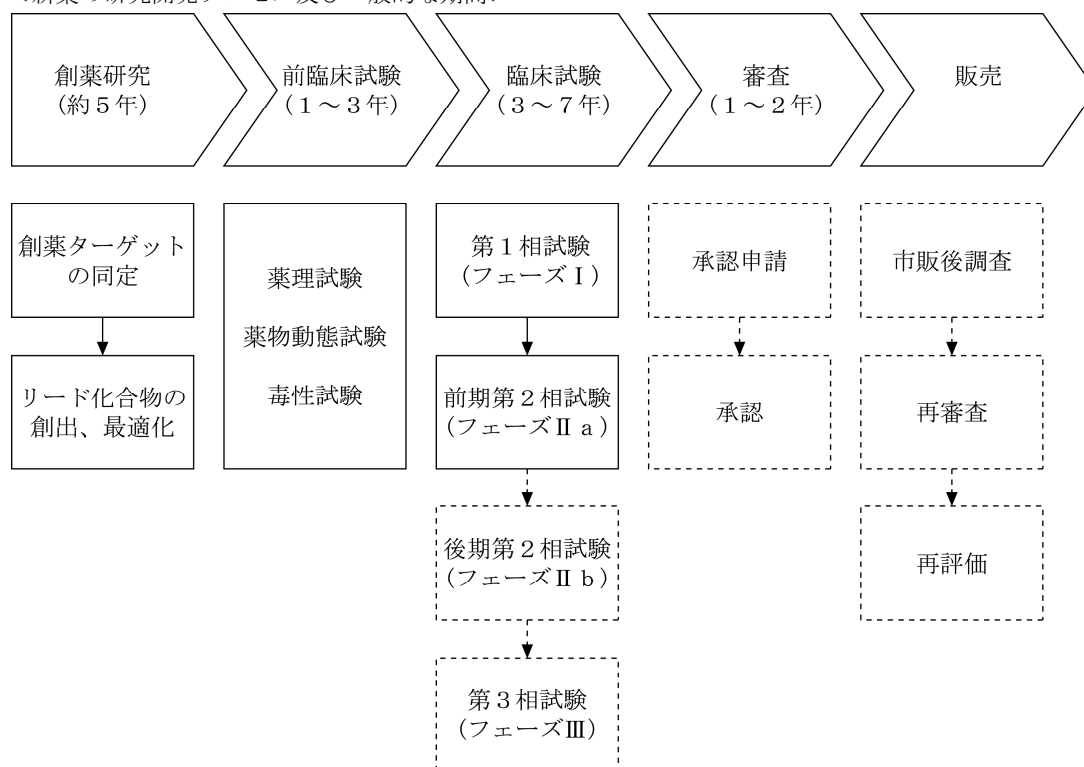 創薬研究
(約5年)
前臨床試験
(1~3年)
臨床試験
(3~7年)
審査
(1~2年)
販売
創薬ターゲット
の同定
リード化合物の
創出、最適化
薬理試験
薬物動態試験
毒性試験
第1相試験
(フェーズⅠ)
前期第2相試験
(フェーズⅡa)
後期第2相試験
(フェーズⅡb)
第3相試験
(フェーズⅢ)
承認申請
承認
市販後調査
再審査
再評価